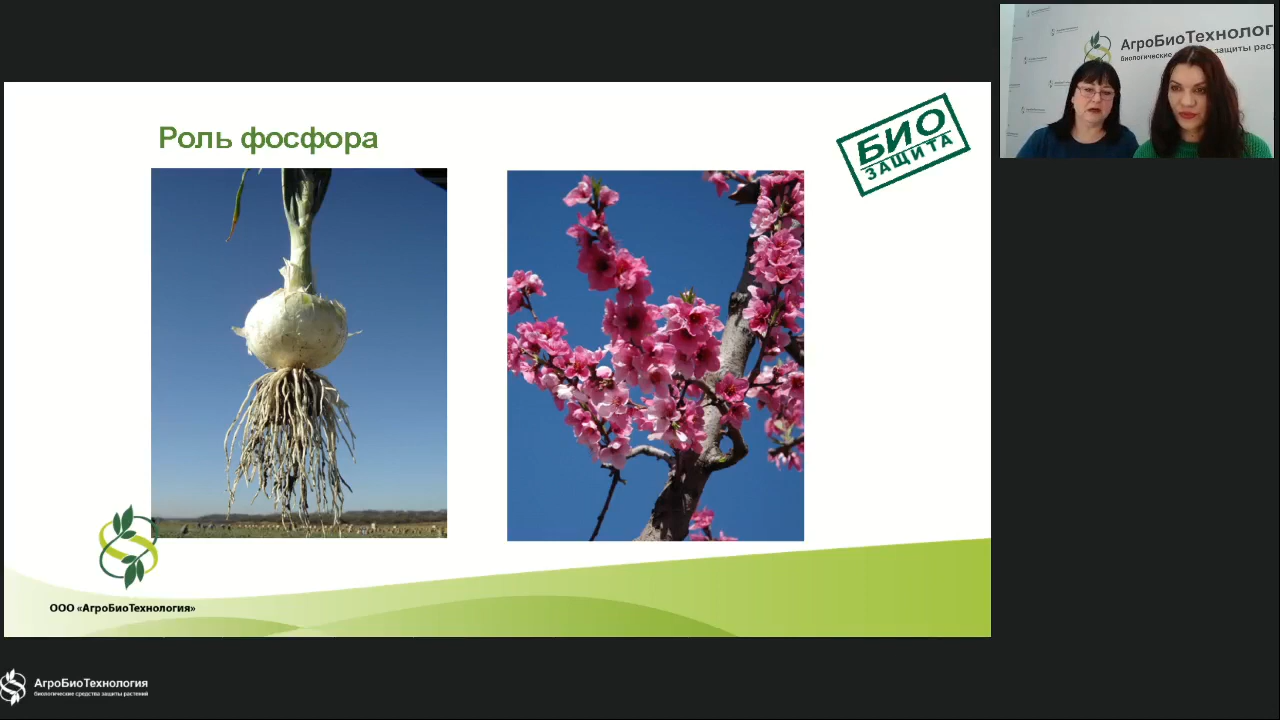 АгроБиоТехнолог
биологические средства защиты раст
Роль фосфора
БИО
ЗАЩИТА
ООО «АгроБиоТехнология»
АгроБиоТехнология
биологические средства защиты растений